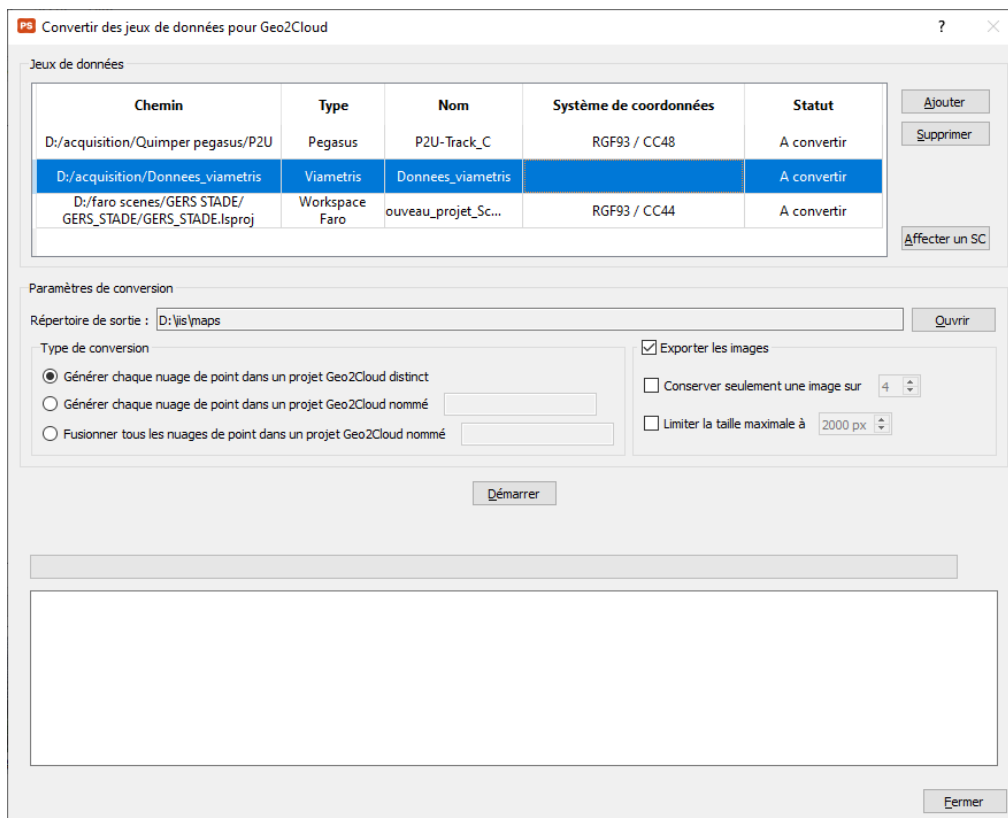 PS Convertir des jeux de données pour Geo2Cloud ?
Jeux de données
Chemin Type Nom Système de coordonnées Statut
D:/acquisition/Quimper pegasus/P2U Pegasus P2U-Track_C RGF93 / CC48 A convertir
D:/acquisition/Donnees_viametris Viametris Donnees_viametris A convertir
D:/faro scenes/GERS STADE/
GERS_STADE/GERS_STADE.lsproj Workspace Faro ouveau_projet_Sc... RGF93 / CC44 A convertir
Ajouter
Supprimer
Affecter un SC
Paramètres de conversion
Répertoire de sortie : D:\iis\maps Ouvrir
Type de conversion
Générer chaque nuage de point dans un projet Geo2Cloud distinct
Générer chaque nuage de point dans un projet Geo2Cloud nommé
Fusionner tous les nuages de point dans un projet Geo2Cloud nommé
Exporter les images
Conserver seulement une image sur 4
Limiter la taille maximale à 2000 px
Démarrer
Fermer